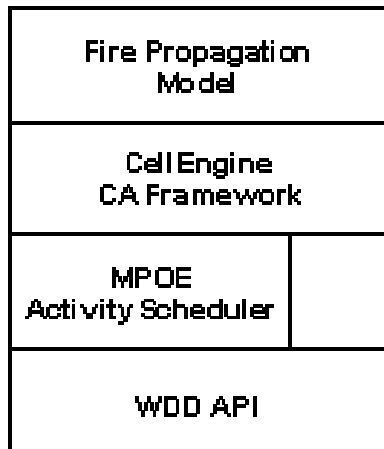 Fire Propagation
Model
Cell Engine
CA Framework
MPOE
Activity Scheduler
WDD API